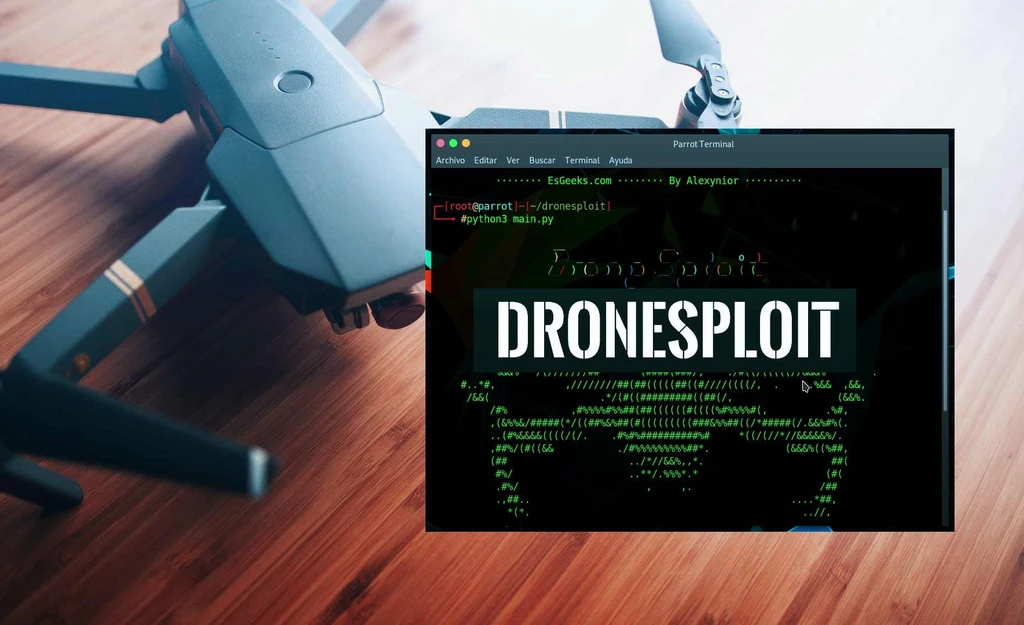 Parrot Terminal
Archivo Editar Ver Buscar Terminal Ayuda
········ EsGeeks.com ········ By Alexynior ··········
┌─[root@parrot]─[~/dronesploit]
└──╼ #python3 main.py
DRONESPLOIT